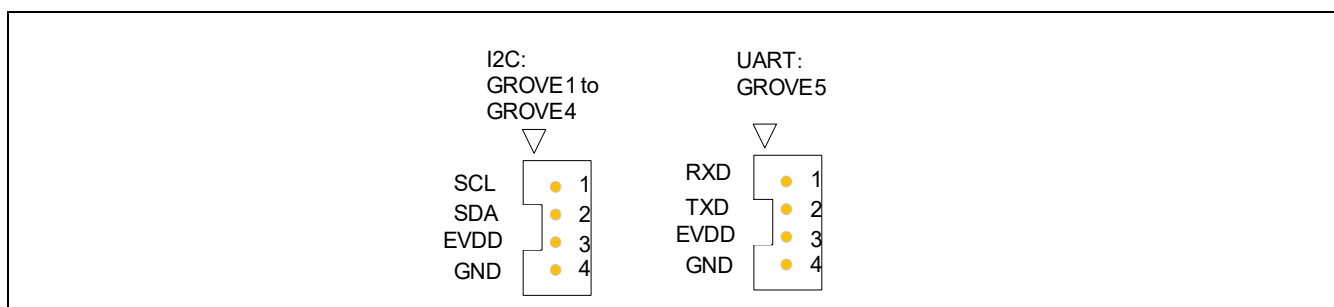 I2C:
GROVE1 to
GROVE4
SCL 1
SDA 2
EVDD 3
GND 4
UART:
GROVE5
RXD 1
TXD 2
EVDD 3
GND 4